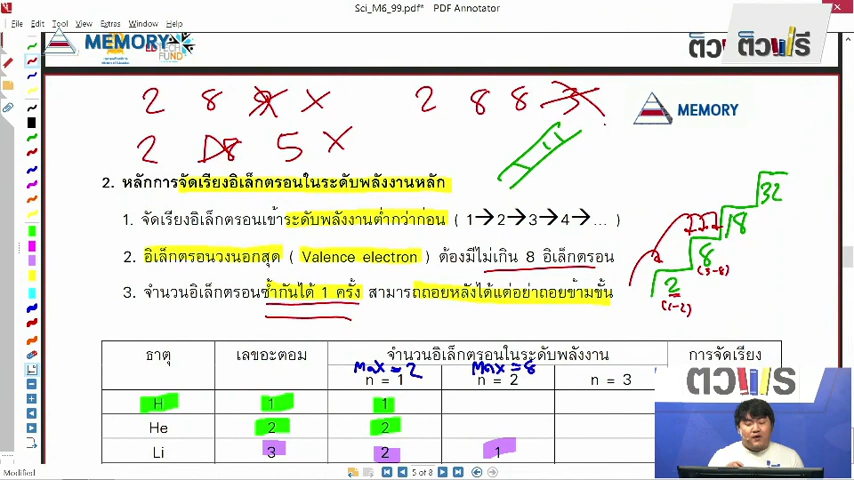 Sci_M6_99.pdf* - PDF Annotator
File Edit Tool View Extras Window Help
MEMORY
TECH FUND
ติว ติวฟรี
2 8 8 3
2 18 5 X
MEMORY
2. หลักการจัดเรียงอิเล็กตรอนในระดับพลังงานหลัก
1. จัดเรียงอิเล็กตรอนเข้าระดับพลังงานต่ำกว่าก่อน ( 1→2→3→4→... )
2. อิเล็กตรอนวงนอกสุด ( Valence electron ) ต้องมีไม่เกิน 8 อิเล็กตรอน
3. จำนวนอิเล็กตรอนซ้ำกันได้ 1 ครั้ง สามารถถอยหลังได้แต่อย่าถอยข้ามขั้น
32
18
8
(3-8)
2
(1-2)
ธาตุ เลขอะตอม จำนวนอิเล็กตรอนในระดับพลังงาน การจัดเรียง
Max = 2 Max = 8
n = 1 n = 2 n = 3
H 1 1
He 2 2
Li 3 2 1
ติวฟรี
Modified 5 of 8